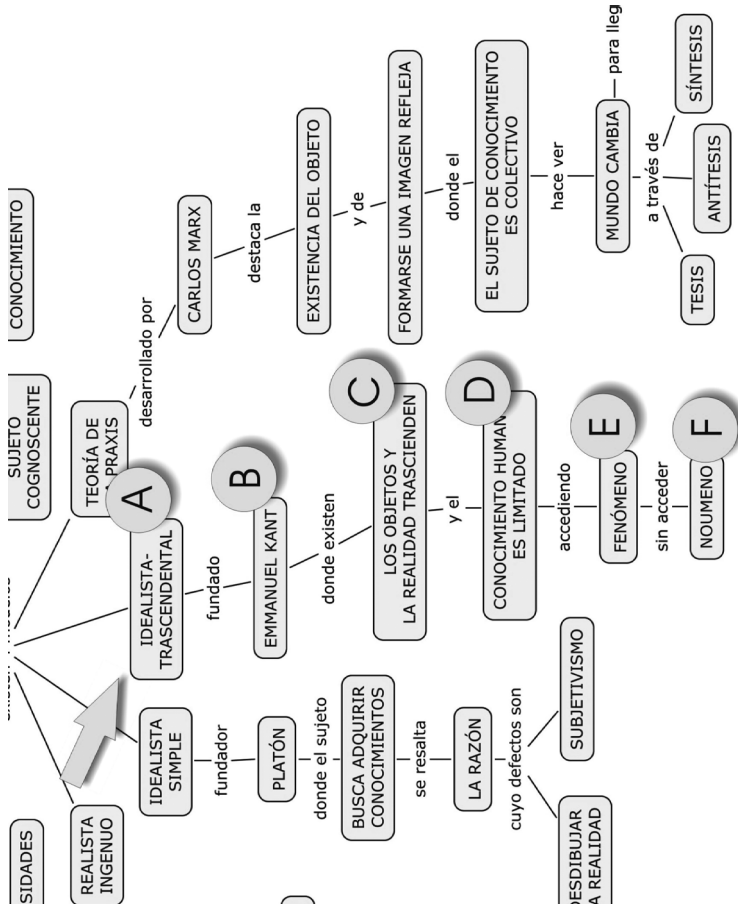 SIDADES
SUJETO
COGNOSCENTE
CONOCIMIENTO
REALISTA
INGENUO
IDEALISTA
SIMPLE
fundador
PLATÓN
donde el sujeto
BUSCA ADQUIRIR
CONOCIMIENTOS
se resalta
LA RAZÓN
cuyo defectos son
DESDIBUJAR
A REALIDAD
SUBJETIVISMO
IDEALISTA-
TRASCENDENTAL
A
fundado
EMMANUEL KANT
B
donde existen
LOS OBJETOS Y
LA REALIDAD TRASCIENDEN
C
y el
CONOCIMIENTO HUMAN
ES LIMITADO
D
accediendo
FENÓMENO
E
sin acceder
NOUMENO
F
TEORÍA DE
PRAXIS
desarrollado por
CARLOS MARX
destaca la
EXISTENCIA DEL OBJETO
y de
FORMARSE UNA IMAGEN REFLEJA
donde el
EL SUJETO DE CONOCIMIENTO
ES COLECTIVO
hace ver
MUNDO CAMBIA
para lleg
a través de
TESIS
ANTÍTESIS
SÍNTESIS